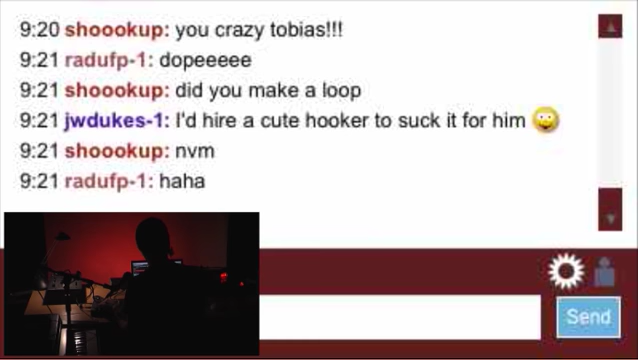 9:20 shoookup: you crazy tobias!!!
9:21 radufp-1: dopeeeee
9:21 shoookup: did you make a loop
9:21 jwdukes-1: I'd hire a cute hooker to suck it for him
9:21 shoookup: nvm
9:21 radufp-1: haha
Send